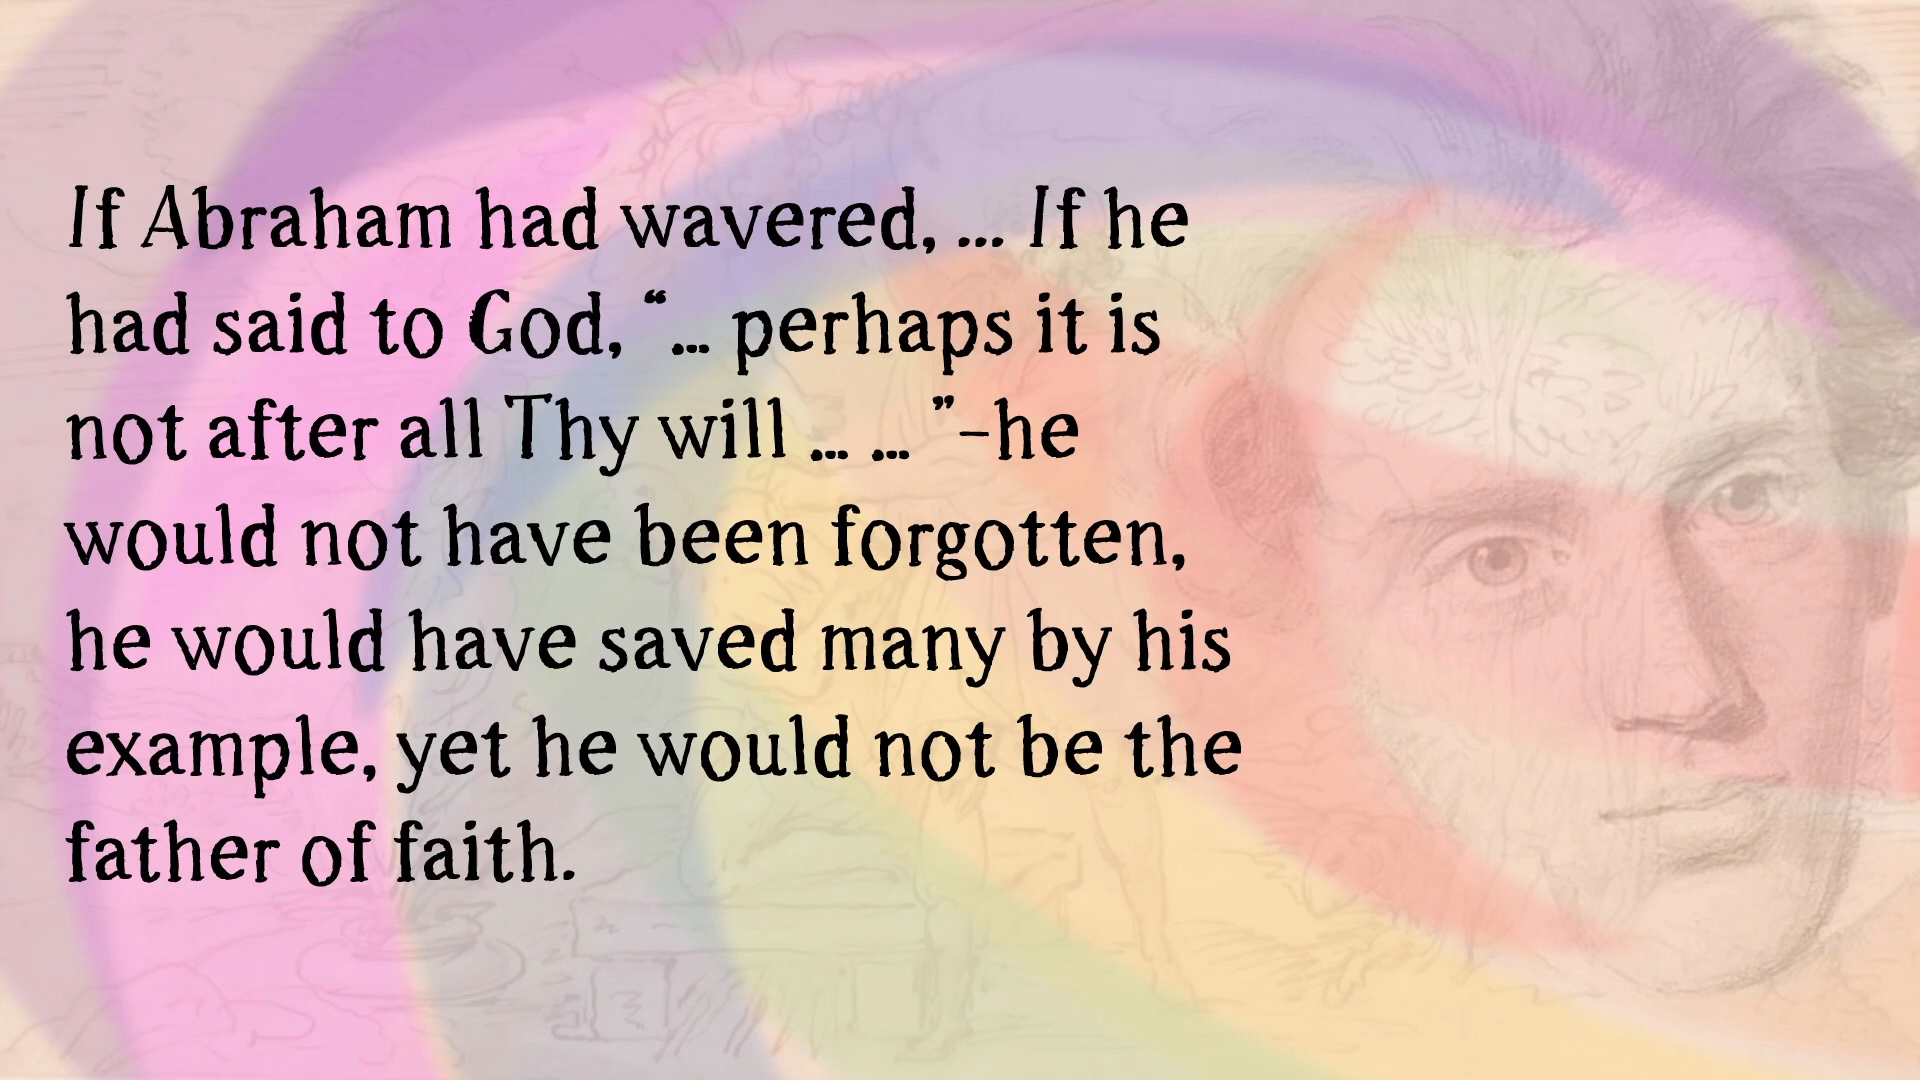 If Abraham had wavered, ... If he
had said to God, “... perhaps it is
not after all Thy will ... ... ”-he
would not have been forgotten,
he would have saved many by his
example, yet he would not be the
father of faith.